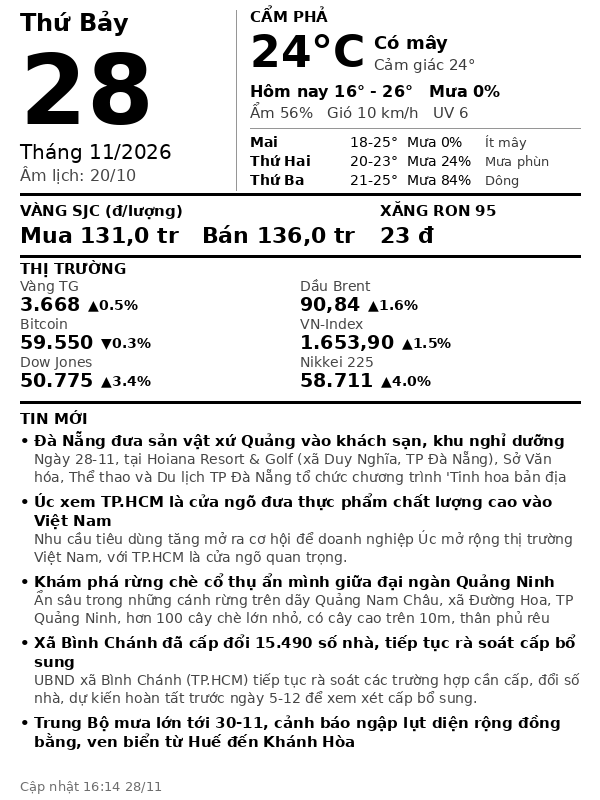 Thứ Bảy
28
Tháng 11/2026
Âm lịch: 20/10
CẨM PHẢ
24°C Có mây
Cảm giác 24°
Hôm nay 16° - 26° Mưa 0%
Ẩm 56% Gió 10 km/h UV 6
Mai 18-25° Mưa 0% Ít mây
Thứ Hai 20-23° Mưa 24% Mưa phùn
Thứ Ba 21-25° Mưa 84% Dông
VÀNG SJC (đ/lượng) XĂNG RON 95
Mua 131,0 tr Bán 136,0 tr 23 đ
THỊ TRƯỜNG
Vàng TG Dầu Brent
3.668 ▲0.5% 90,84 ▲1.6%
Bitcoin VN-Index
59.550 ▼0.3% 1.653,90 ▲1.5%
Dow Jones Nikkei 225
50.775 ▲3.4% 58.711 ▲4.0%
TIN MỚI
• Đà Nẵng đưa sản vật xứ Quảng vào khách sạn, khu nghỉ dưỡng
Ngày 28-11, tại Hoiana Resort & Golf (xã Duy Nghĩa, TP Đà Nẵng), Sở Văn
hóa, Thể thao và Du lịch TP Đà Nẵng tổ chức chương trình 'Tinh hoa bản địa
• Úc xem TP.HCM là cửa ngõ đưa thực phẩm chất lượng cao vào
Việt Nam
Nhu cầu tiêu dùng tăng mở ra cơ hội để doanh nghiệp Úc mở rộng thị trường
Việt Nam, với TP.HCM là cửa ngõ quan trọng.
• Khám phá rừng chè cổ thụ ẩn mình giữa đại ngàn Quảng Ninh
Ẩn sâu trong những cánh rừng trên dãy Quảng Nam Châu, xã Đường Hoa, TP
Quảng Ninh, hơn 100 cây chè lớn nhỏ, có cây cao trên 10m, thân phủ rêu
• Xã Bình Chánh đã cấp đổi 15.490 số nhà, tiếp tục rà soát cấp bổ
sung
UBND xã Bình Chánh (TP.HCM) tiếp tục rà soát các trường hợp cần cấp, đổi số
nhà, dự kiến hoàn tất trước ngày 5-12 để xem xét cấp bổ sung.
• Trung Bộ mưa lớn tới 30-11, cảnh báo ngập lụt diện rộng đồng
bằng, ven biển từ Huế đến Khánh Hòa
Cập nhật 16:14 28/11